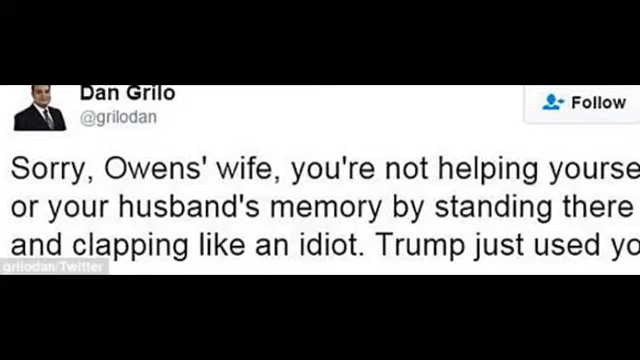 Dan Grilo
@grilodan
Follow
Sorry, Owens' wife, you're not helping yourse
or your husband's memory by standing there
and clapping like an idiot. Trump just used yo
grilodan/Twitter